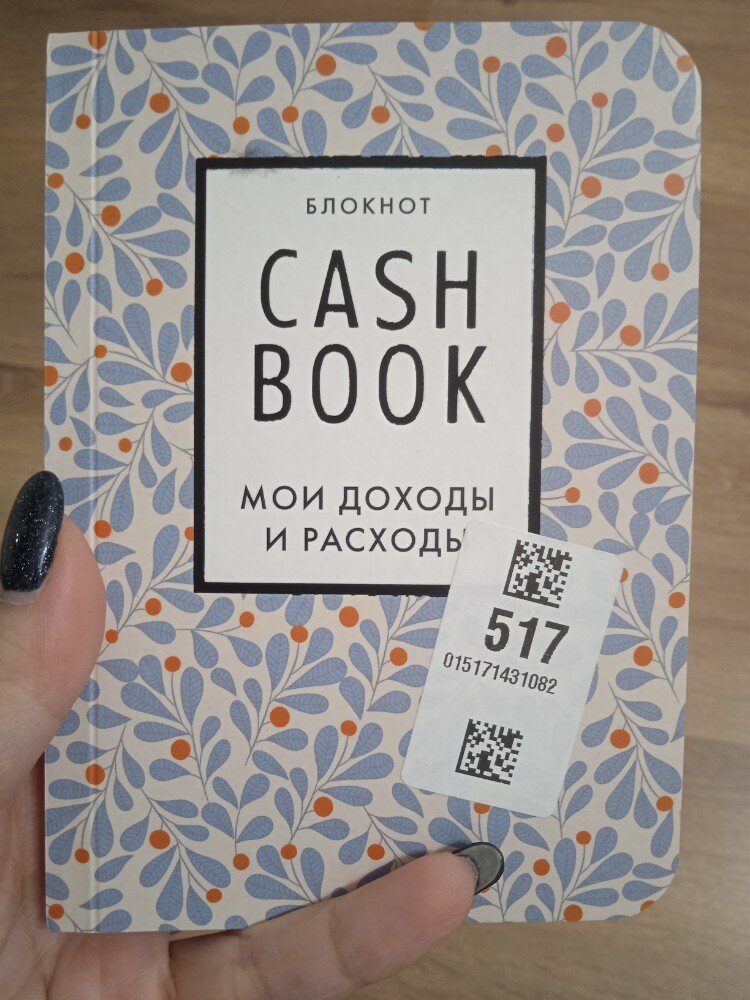 БЛОКНОТ
CASH
BOOK
МОИ ДОХОДЫ
И РАСХОДЫ
517
015171431082